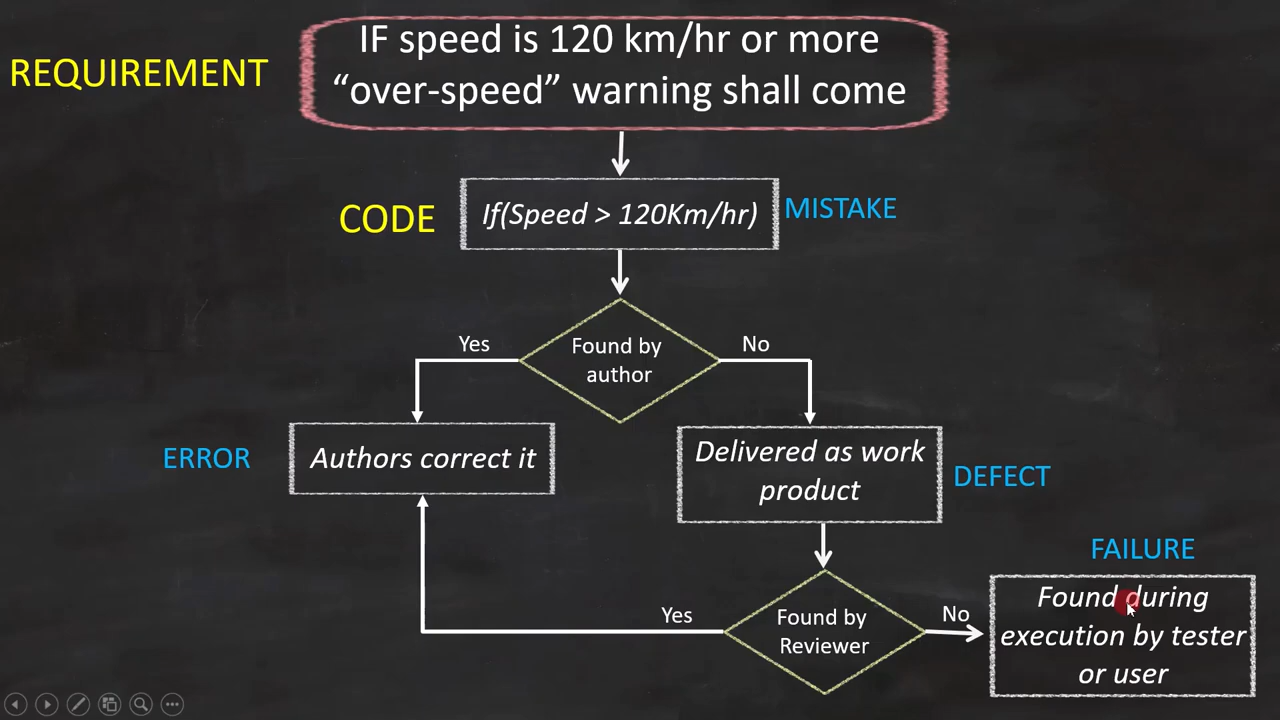 IF speed is 120 km/hr or more
REQUIREMENT
“over-speed” warning shall come
CODE
If(Speed > 120Km/hr)
MISTAKE
Yes
Found by
author
No
ERROR
Authors correct it
Delivered as work
product
DEFECT
FAILURE
Yes
Found by
Reviewer
No
Found during
execution by tester
or user